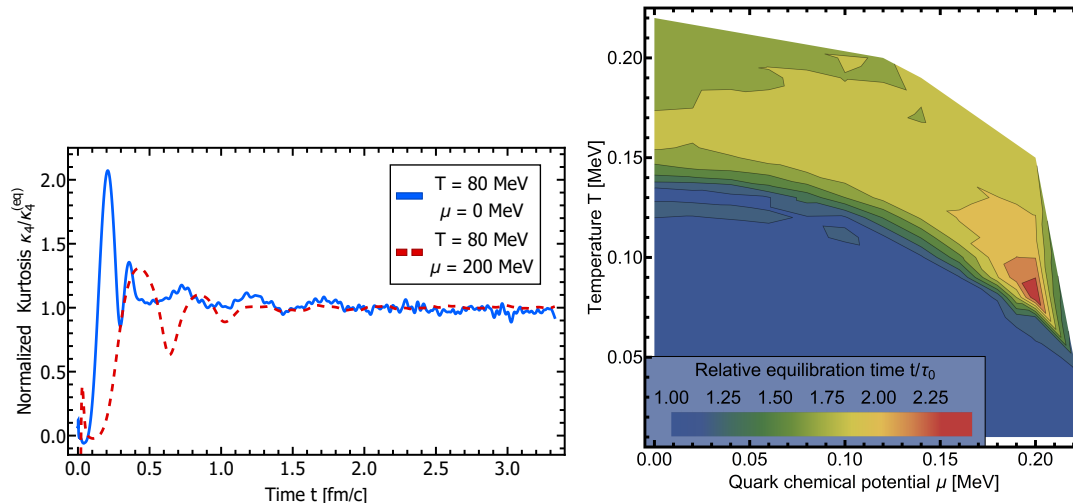 Normalized Kurtosis κ₄/κ₄⁽ᵉq⁾
2.0
1.5
1.0
0.5
0.0
T = 80 MeV
μ = 0 MeV
T = 80 MeV
μ = 200 MeV
0.0 0.5 1.0 1.5 2.0 2.5 3.0
Time t [fm/c]
Temperature T [MeV]
0.20
0.15
0.10
0.05
Relative equilibration time t/τ₀
1.00 1.25 1.50 1.75 2.00 2.25
0.00 0.05 0.10 0.15 0.20
Quark chemical potential μ [MeV]